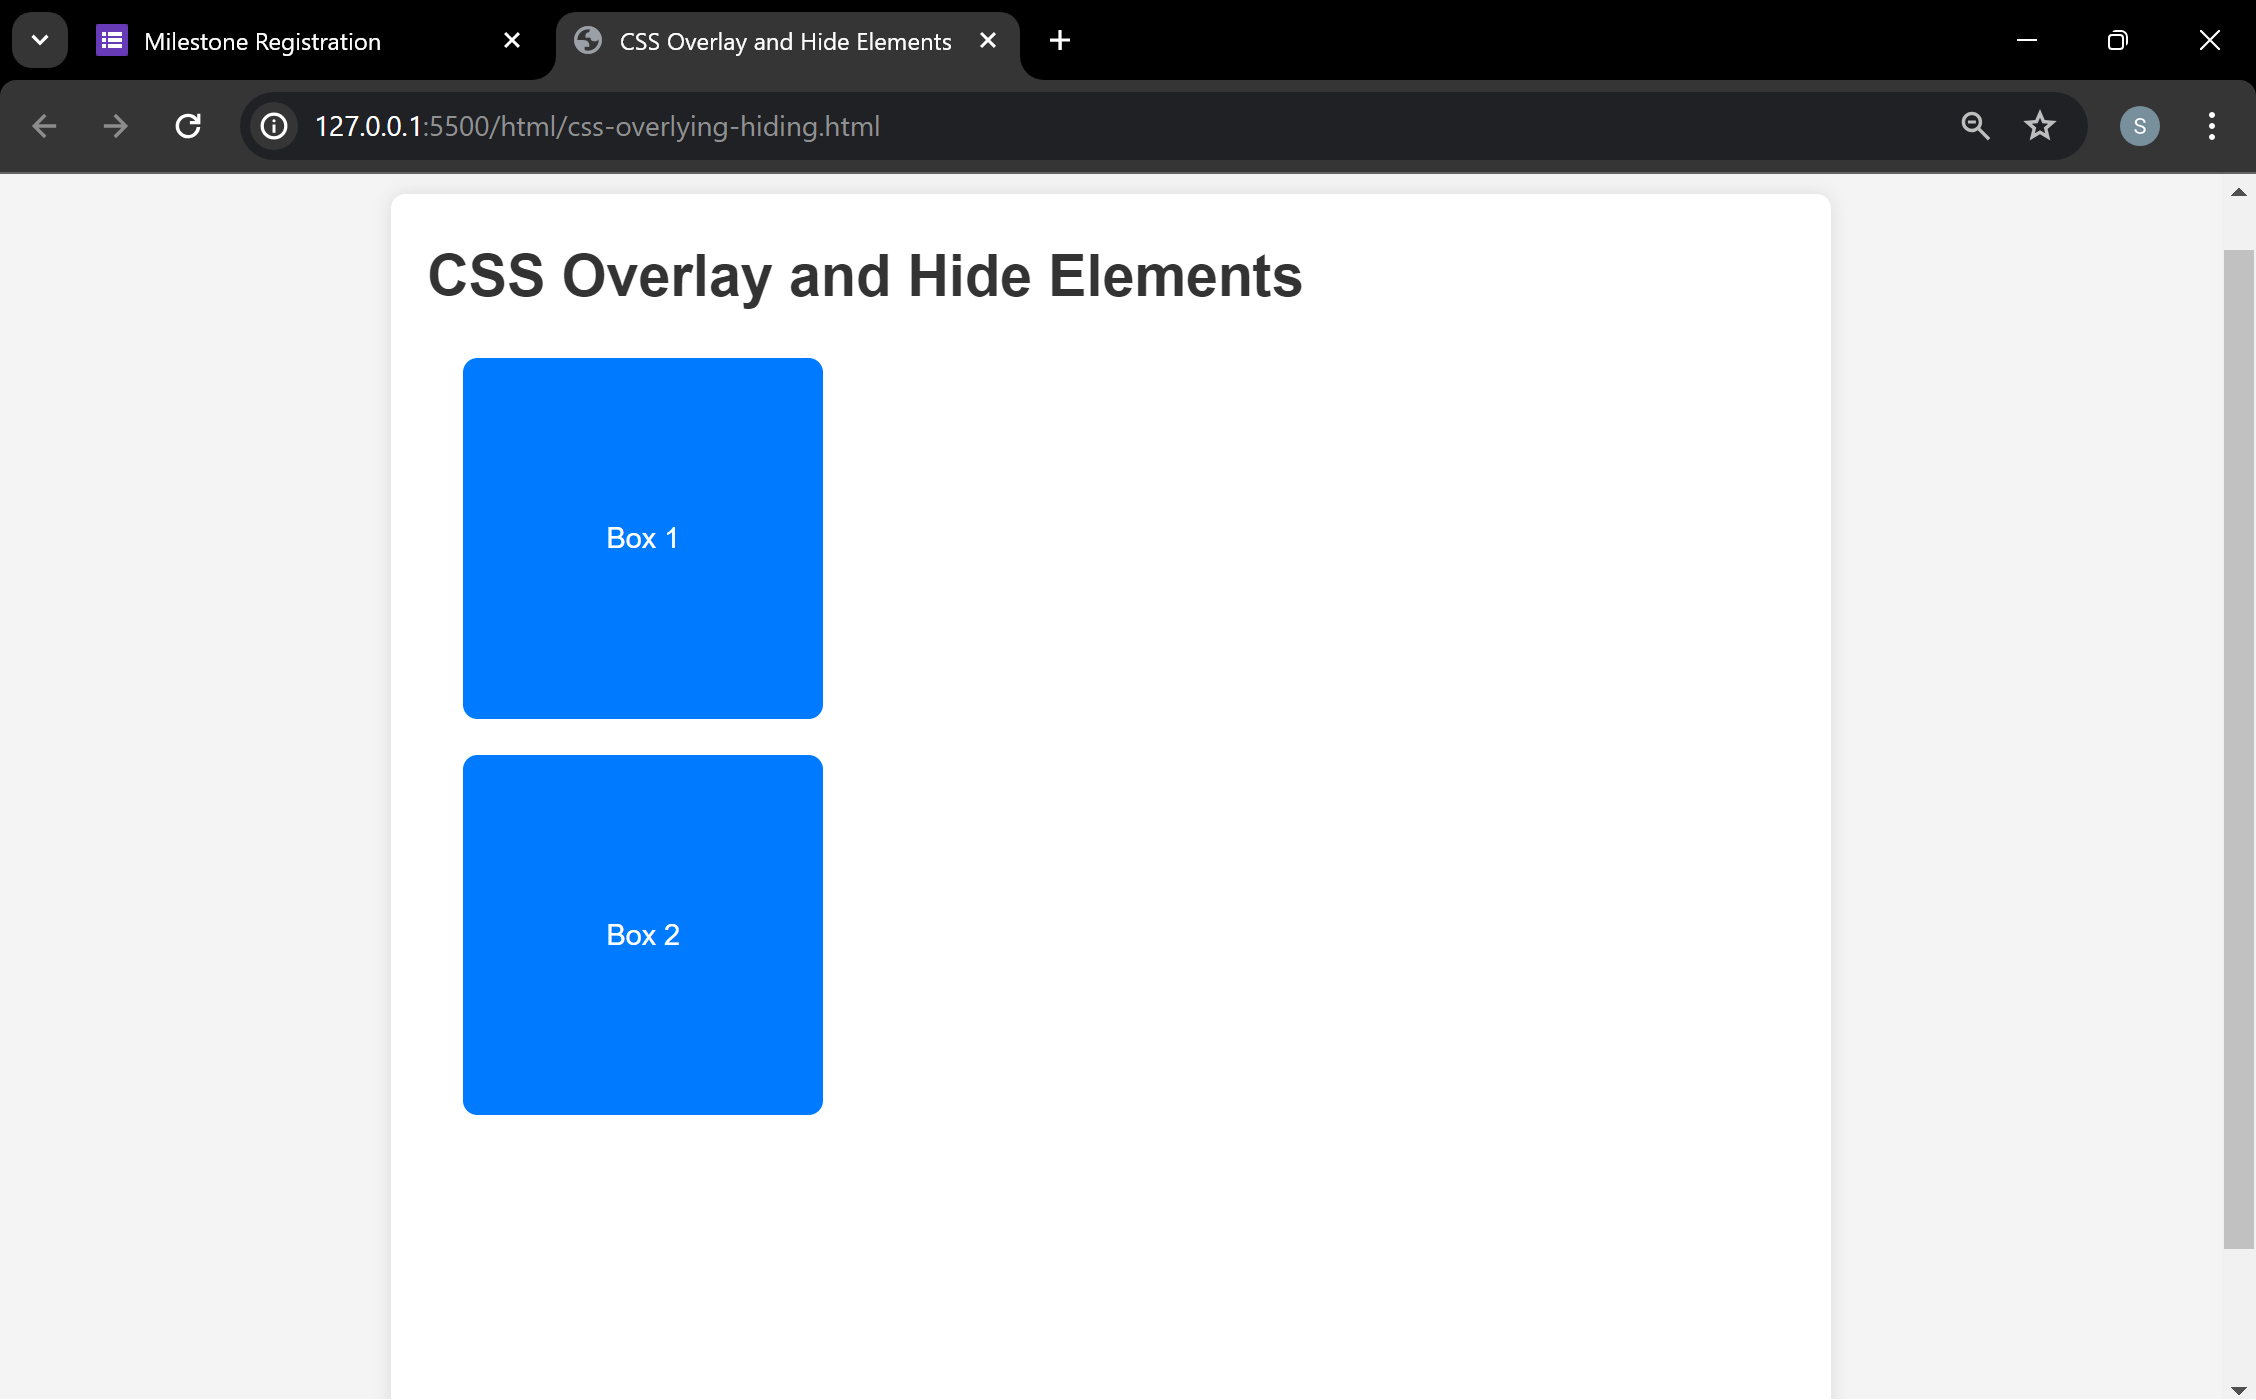 Milestone Registration
CSS Overlay and Hide Elements
127.0.0.1:5500/html/css-overlying-hiding.html
S
CSS Overlay and Hide Elements
Box 1
Box 2